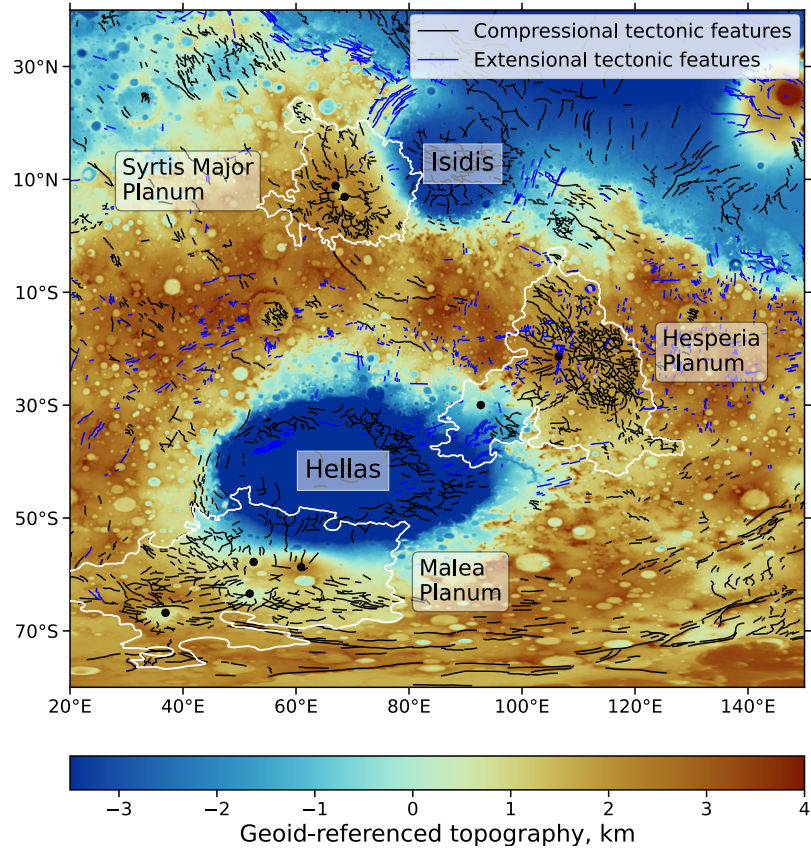 Compressional tectonic features
Extensional tectonic features
30°N
10°N
10°S
30°S
50°S
70°S
Syrtis Major
Planum
Isidis
Hesperia
Planum
Hellas
Malea
Planum
20°E
40°E
60°E
80°E
100°E
120°E
140°E
−3
−2
−1
0
1
2
3
4
Geoid-referenced topography, km